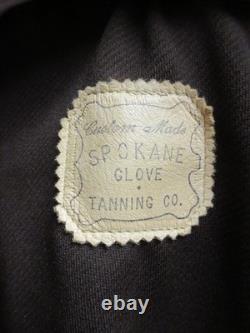 Custom Made
SPOKANE
GLOVE
•
TANNING CO.